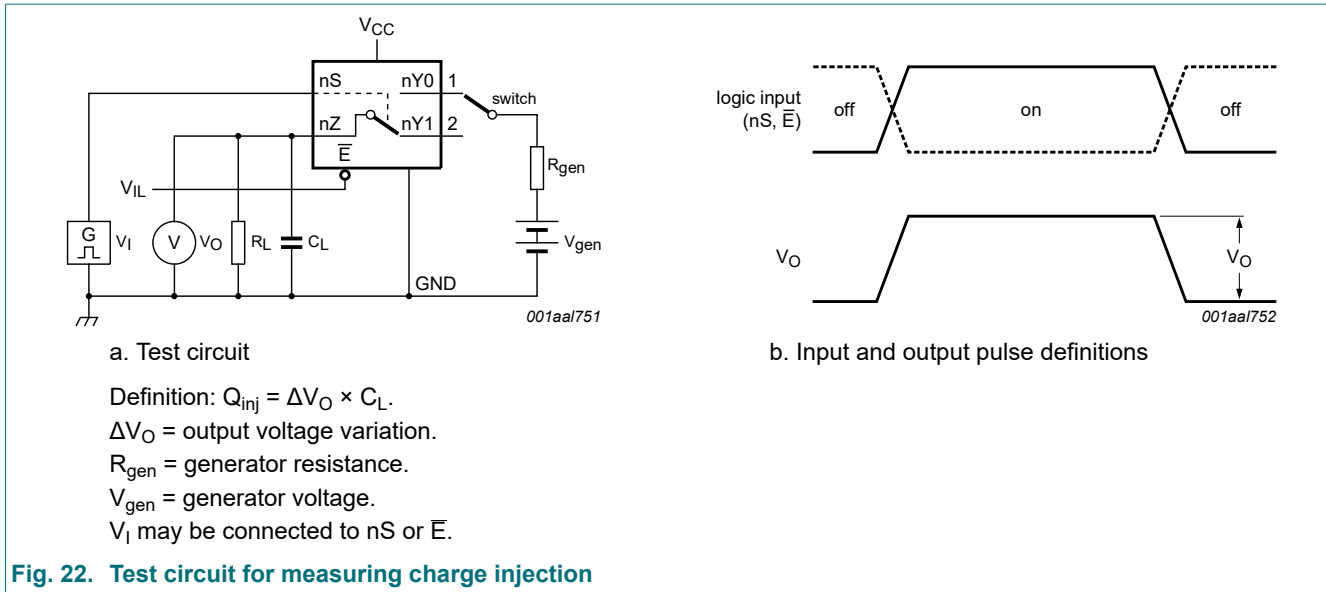 VCC
nS nY0 1
switch
nZ nY1 2
E̅
Rgen
VIL
G VI V VO RL CL Vgen
GND
001aal751
a. Test circuit
Definition: Qinj = ΔVO × CL.
ΔVO = output voltage variation.
Rgen = generator resistance.
Vgen = generator voltage.
VI may be connected to nS or E̅.
logic input
(nS, E̅)
off on off
VO VO
001aal752
b. Input and output pulse definitions
Fig. 22. Test circuit for measuring charge injection